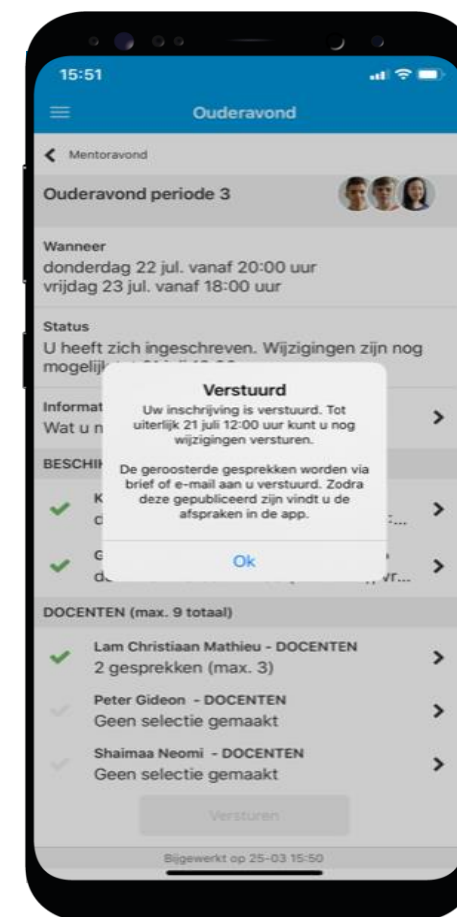 15:51
Ouderavond
Mentoravond
Ouderavond periode 3
Wanneer
donderdag 22 jul. vanaf 20:00 uur
vrijdag 23 jul. vanaf 18:00 uur
Status
U heeft zich ingeschreven. Wijzigingen zijn nog
Verstuurd
Uw inschrijving is verstuurd. Tot
uiterlijk 21 juli 12:00 uur kunt u nog
wijzigingen versturen.
De geroosterde gesprekken worden via
brief of e-mail aan u verstuurd. Zodra
deze gepubliceerd zijn vindt u de
afspraken in de app.
Ok
DOCENTEN (max. 9 totaal)
Lam Christiaan Mathieu - DOCENTEN
2 gesprekken (max. 3)
Peter Gideon - DOCENTEN
Geen selectie gemaakt
Shaimaa Neomi - DOCENTEN
Geen selectie gemaakt
Versturen
Bijgewerkt op 25-03 15:50